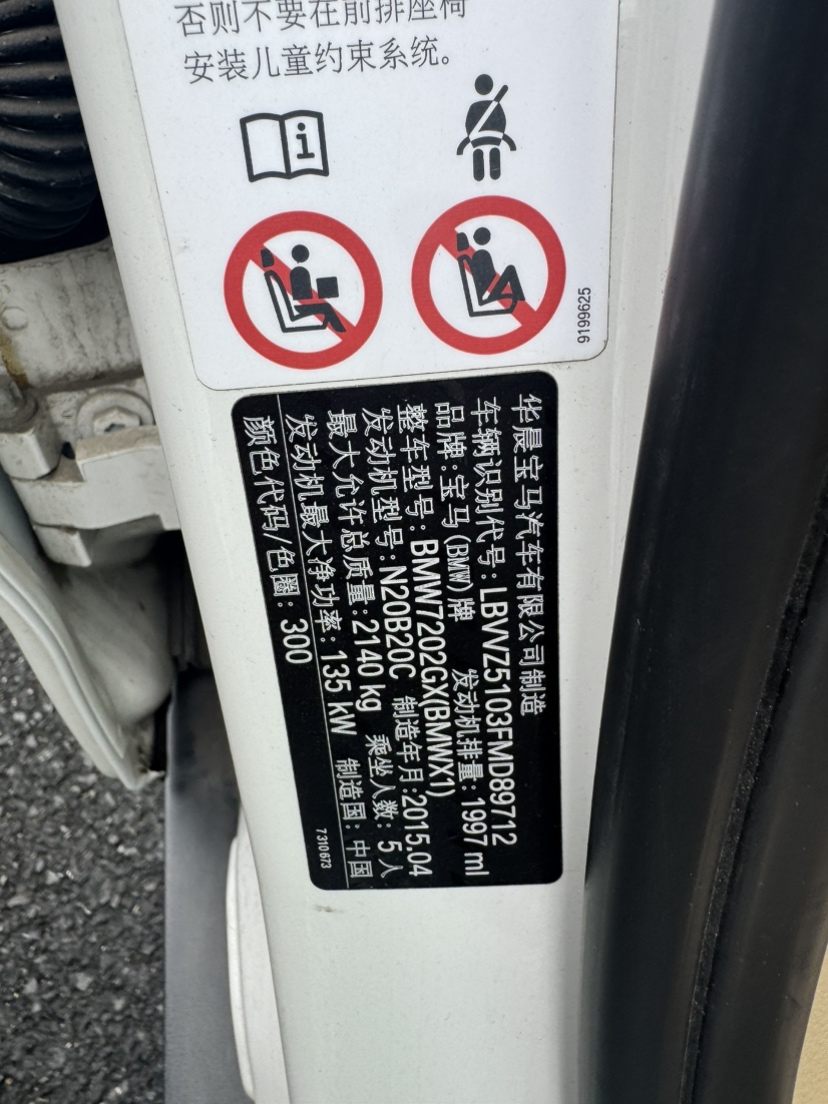 否则不要在前排座椅
安装儿童约束系统。
9199625
华晨宝马汽车有限公司制造
车辆识别代号:LBVVZ5103FMD89712
品牌:宝马(BMW)牌 发动机排量:1997 ml
整车型号:BMW7202GX(BMWX1)
发动机型号:N20B20C 制造年月:2015.04
最大允许总质量:2140 kg 乘坐人数:5人
发动机最大净功率:135 kW 制造国:中国
颜色代码/色圈:300
7310673